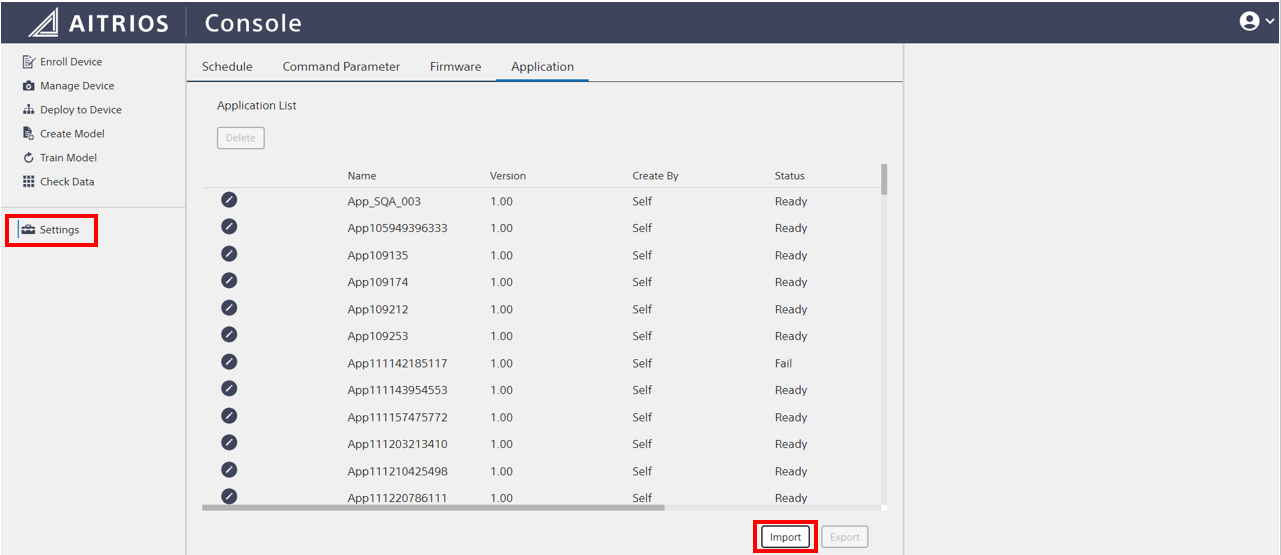 AITRIOS Console
Enroll Device
Manage Device
Deploy to Device
Create Model
Train Model
Check Data
Settings
Schedule Command Parameter Firmware Application
Application List
Delete
Name Version Create By Status
App_SQA_003 1.00 Self Ready
App105949396333 1.00 Self Ready
App109135 1.00 Self Ready
App109174 1.00 Self Ready
App109212 1.00 Self Ready
App109253 1.00 Self Ready
App111142185117 1.00 Self Fail
App111143954553 1.00 Self Ready
App111157475772 1.00 Self Ready
App111203213410 1.00 Self Ready
App111210425498 1.00 Self Ready
App111220786111 1.00 Self Ready
Import Export